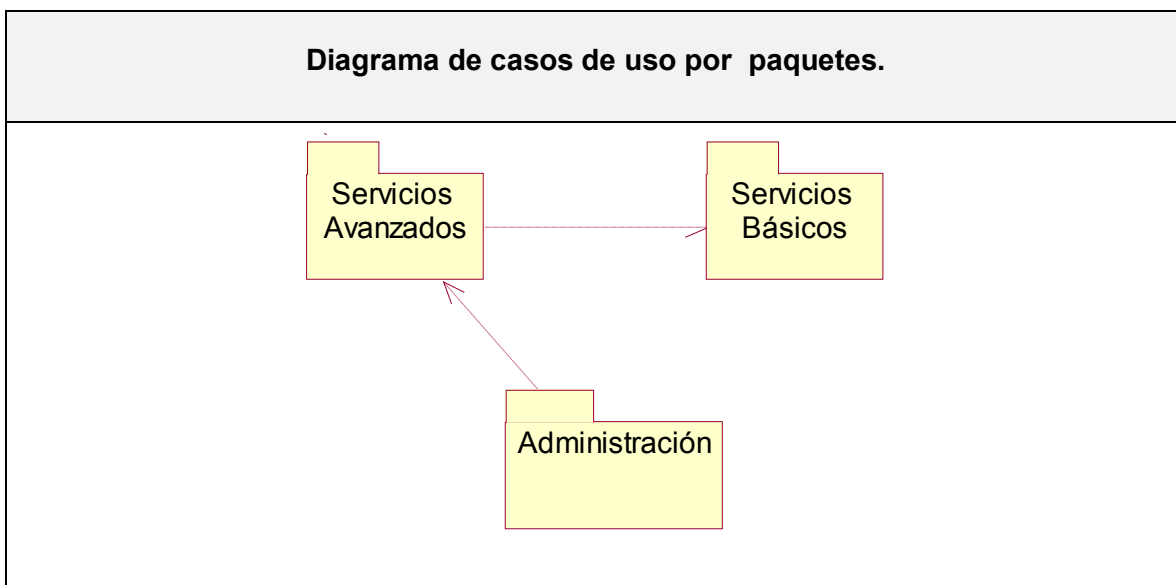 Diagrama de casos de uso por  paquetes.
Servicios
Avanzados
Servicios
Básicos
Administración